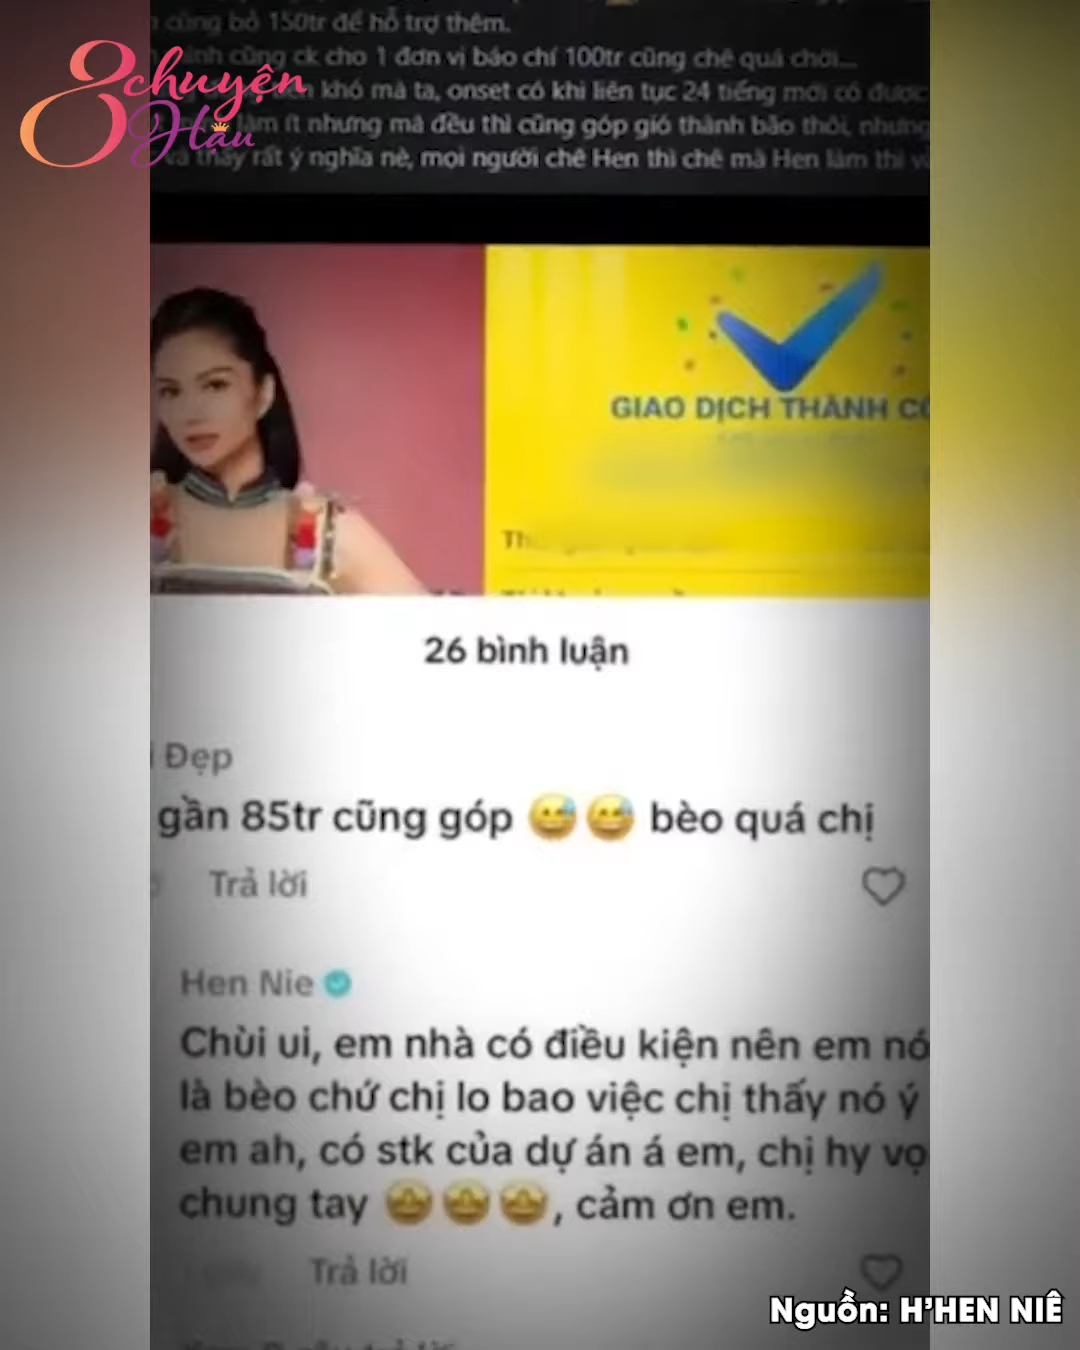 cũng bỏ 150tr để hỗ trợ thêm.
cũng ck cho 1 đơn vị báo chí 100tr cũng chê quá chời...
khó mà ta, onset có khi liên tục 24 tiếng mới có được
làm ít nhưng mà đều thì cũng góp gió thành bão thôi, nhưng
và thấy rất ý nghĩa nè, mọi người chê Hen thì chê mà Hen làm thì
8 chuyện
Hậu
GIAO DỊCH THÀNH CÔ
26 bình luận
Đẹp
gần 85tr cũng góp 😅😅 bèo quá chị
Trả lời
Hen Nie
Chùi ui, em nhà có điều kiện nên em nó
là bèo chứ chị lo bao việc chị thấy nó ý
em ah, có stk của dự án á em, chị hy vọ
chung tay 🤩🤩🤩, cảm ơn em.
Trả lời
Nguồn: H'HEN NIÊ